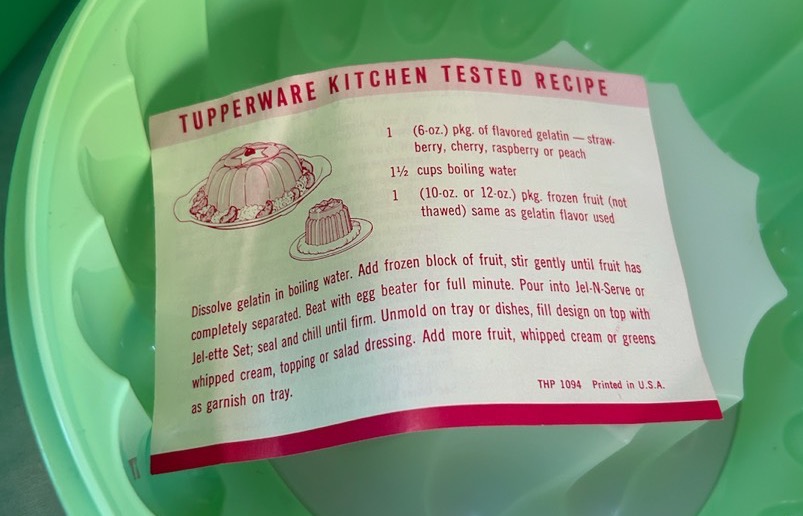 TUPPERWARE KITCHEN TESTED RECIPE
1 (6-oz.) pkg. of flavored gelatin — straw-
berry, cherry, raspberry or peach
1½ cups boiling water
1 (10-oz. or 12-oz.) pkg. frozen fruit (not
thawed) same as gelatin flavor used
Dissolve gelatin in boiling water. Add frozen block of fruit, stir gently until fruit has
completely separated. Beat with egg beater for full minute. Pour into Jel-N-Serve or
Jel-ette Set; seal and chill until firm. Unmold on tray or dishes, fill design on top with
whipped cream, topping or salad dressing. Add more fruit, whipped cream or greens
as garnish on tray.
THP 1094 Printed in U.S.A.